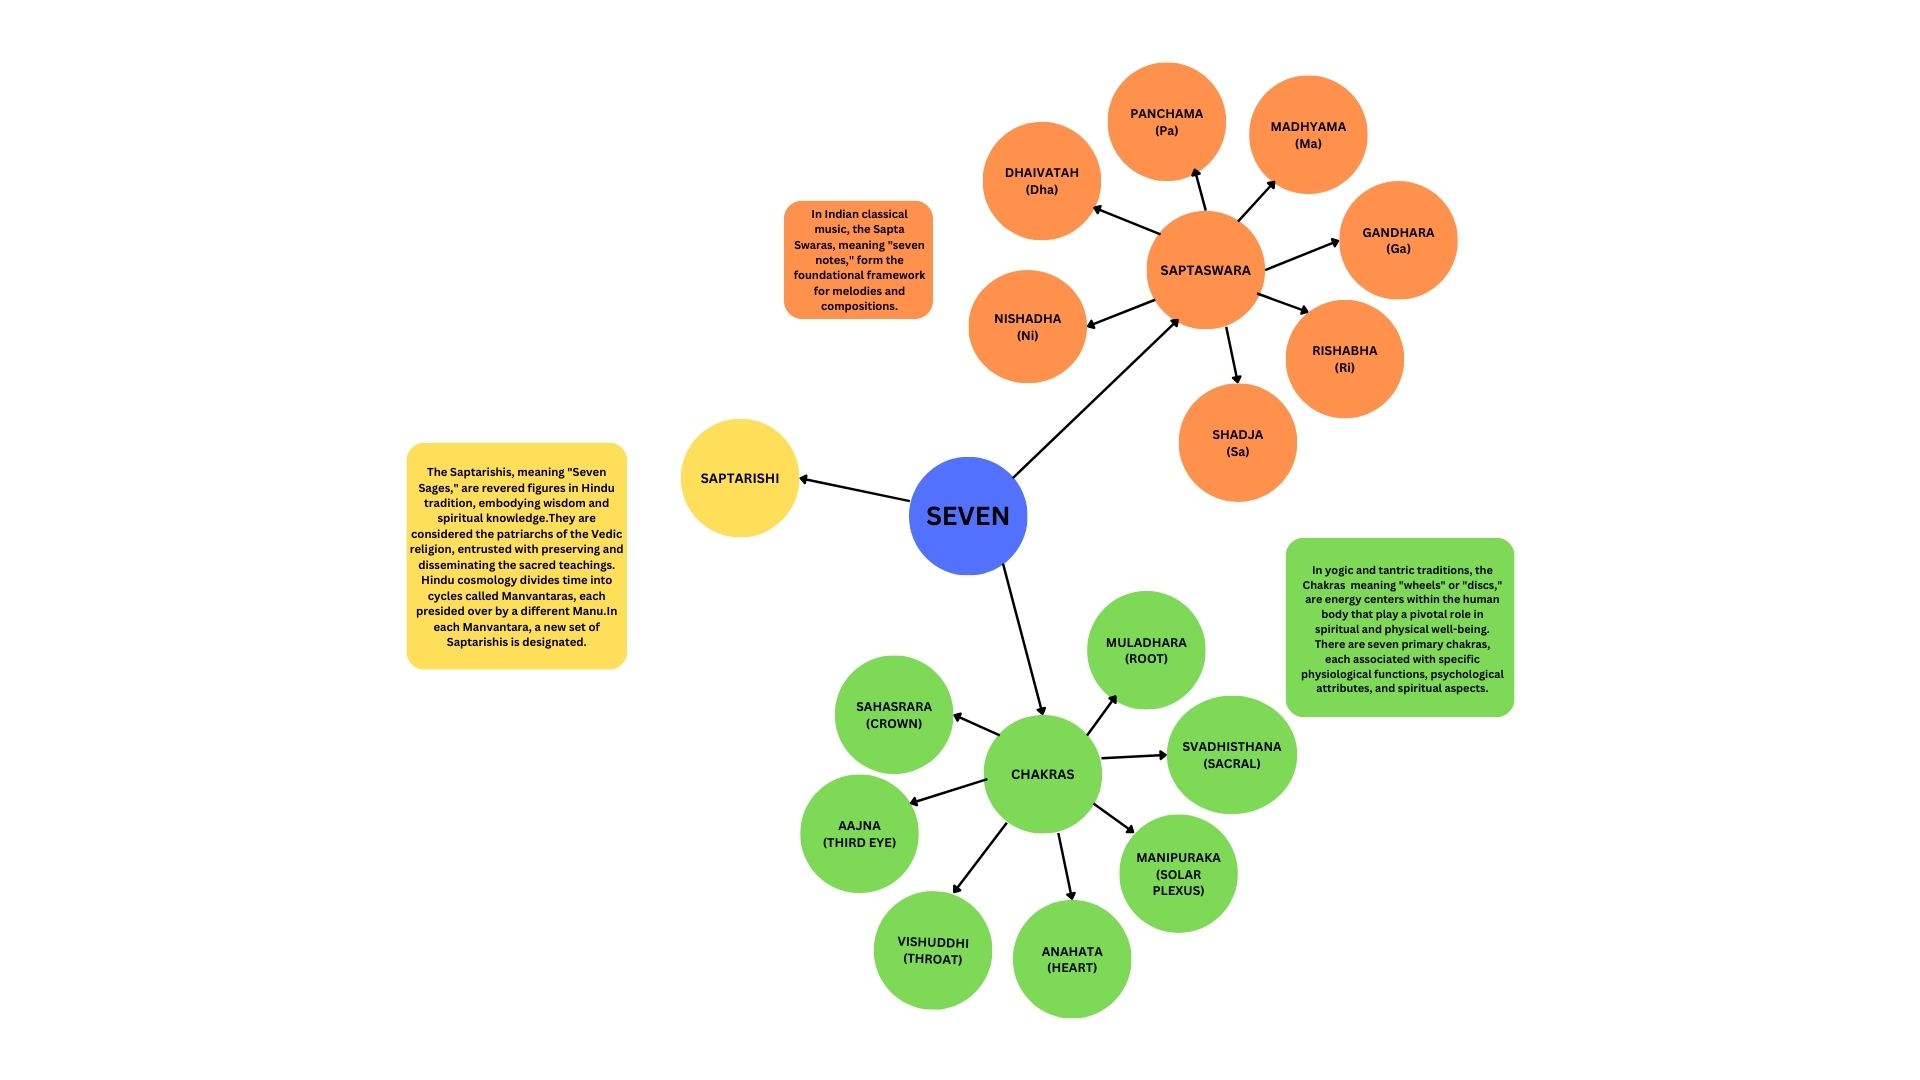 PANCHAMA
(Pa)
MADHYAMA
(Ma)
DHAIVATAH
(Dha)
GANDHARA
(Ga)
In Indian classical
music, the Sapta
Swaras, meaning "seven
notes," form the
foundational framework
for melodies and
compositions.
SAPTASWARA
NISHADHA
(Ni)
RISHABHA
(Ri)
SHADJA
(Sa)
SAPTARISHI
SEVEN
The Saptarishis, meaning "Seven
Sages," are revered figures in Hindu
tradition, embodying wisdom and
spiritual knowledge.They are
considered the patriarchs of the Vedic
religion, entrusted with preserving and
disseminating the sacred teachings.
Hindu cosmology divides time into
cycles called Manvantaras, each
presided over by a different Manu.In
each Manvantara, a new set of
Saptarishis is designated.
In yogic and tantric traditions, the
Chakras  meaning "wheels" or "discs,"
are energy centers within the human
body that play a pivotal role in
spiritual and physical well-being.
There are seven primary chakras,
each associated with specific
physiological functions, psychological
attributes, and spiritual aspects.
MULADHARA
(ROOT)
SAHASRARA
(CROWN)
SVADHISTHANA
(SACRAL)
CHAKRAS
AAJNA
(THIRD EYE)
MANIPURAKA
(SOLAR
PLEXUS)
VISHUDDHI
(THROAT)
ANAHATA
(HEART)